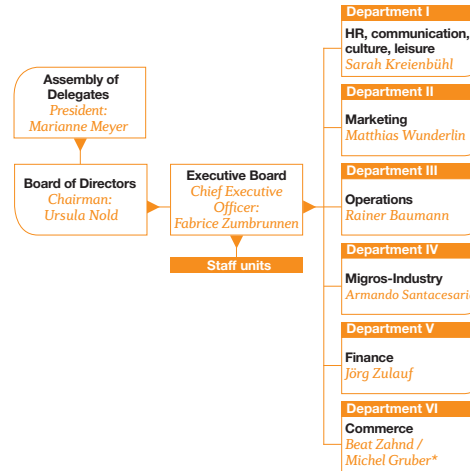 Assembly of
Delegates
President:
Marianne Meyer
Board of Directors
Chairman:
Ursula Nold
Executive Board
Chief Executive
Officer:
Fabrice Zumbrunnen
Staff units
Department I
HR, communication,
culture, leisure
Sarah Kreienbühl
Department II
Marketing
Matthias Wunderlin
Department III
Operations
Rainer Baumann
Department IV
Migros-Industry
Armando Santacesaria
Department V
Finance
Jörg Zulauf
Department VI
Commerce
Beat Zahnd /
Michel Gruber*